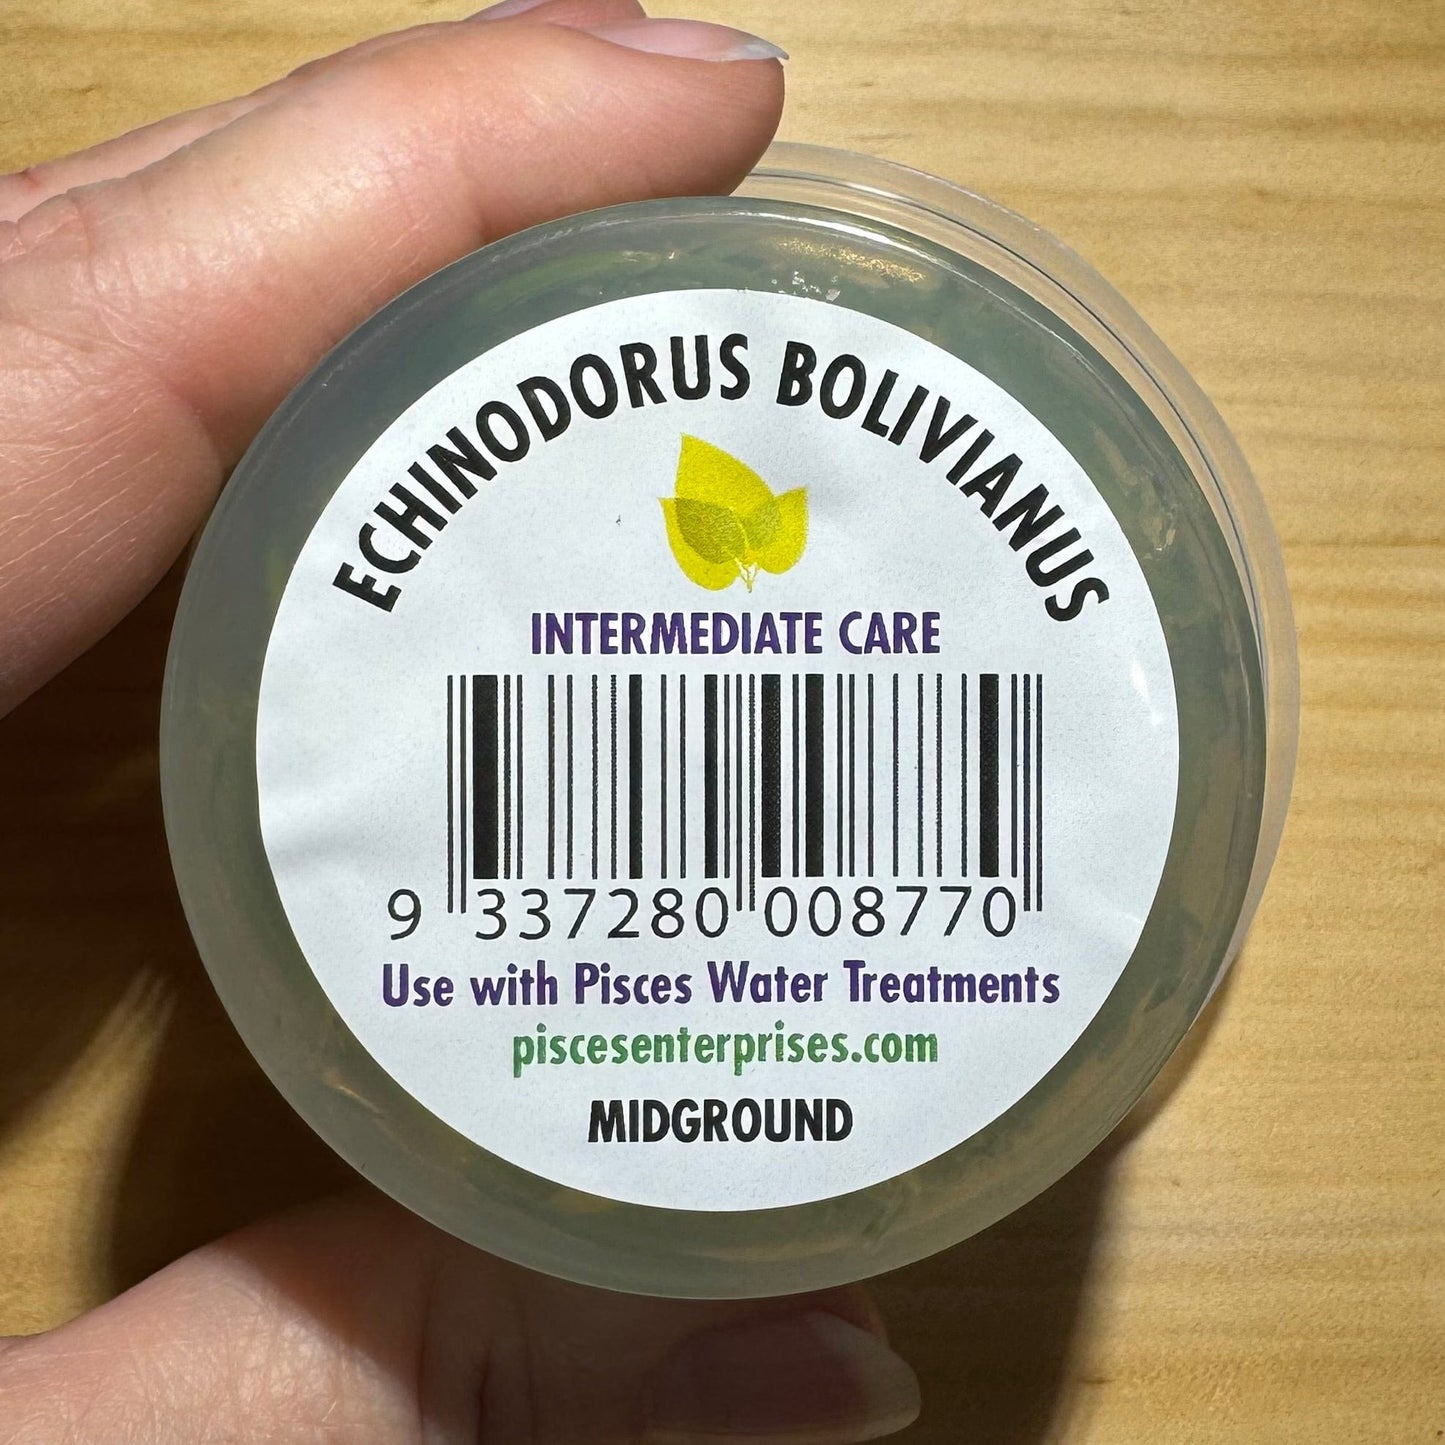 ECHINODORUS BOLIVIANUS
INTERMEDIATE CARE
9 337280 008770
Use with Pisces Water Treatments
piscesenterprises.com
MIDGROUND